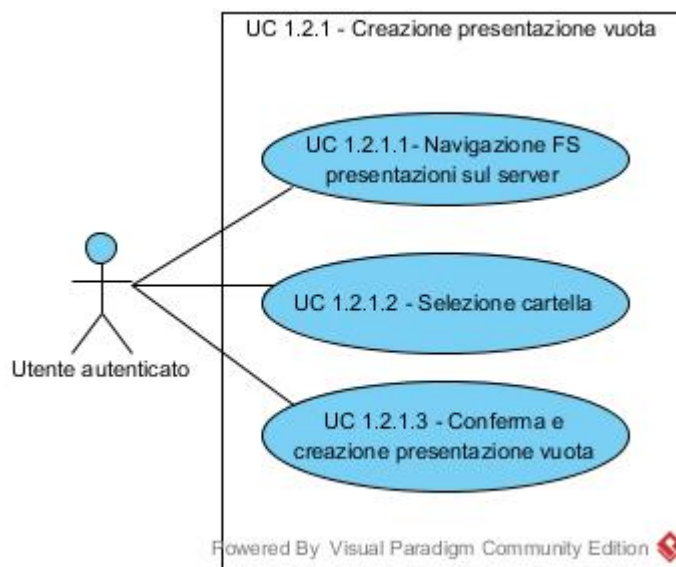 UC 1.2.1 - Creazione presentazione vuota
UC 1.2.1.1- Navigazione FS
presentazioni sul server
UC 1.2.1.2 - Selezione cartella
Utente autenticato
UC 1.2.1.3 - Conferma e
creazione presentazione vuota
Powered By Visual Paradigm Community Edition